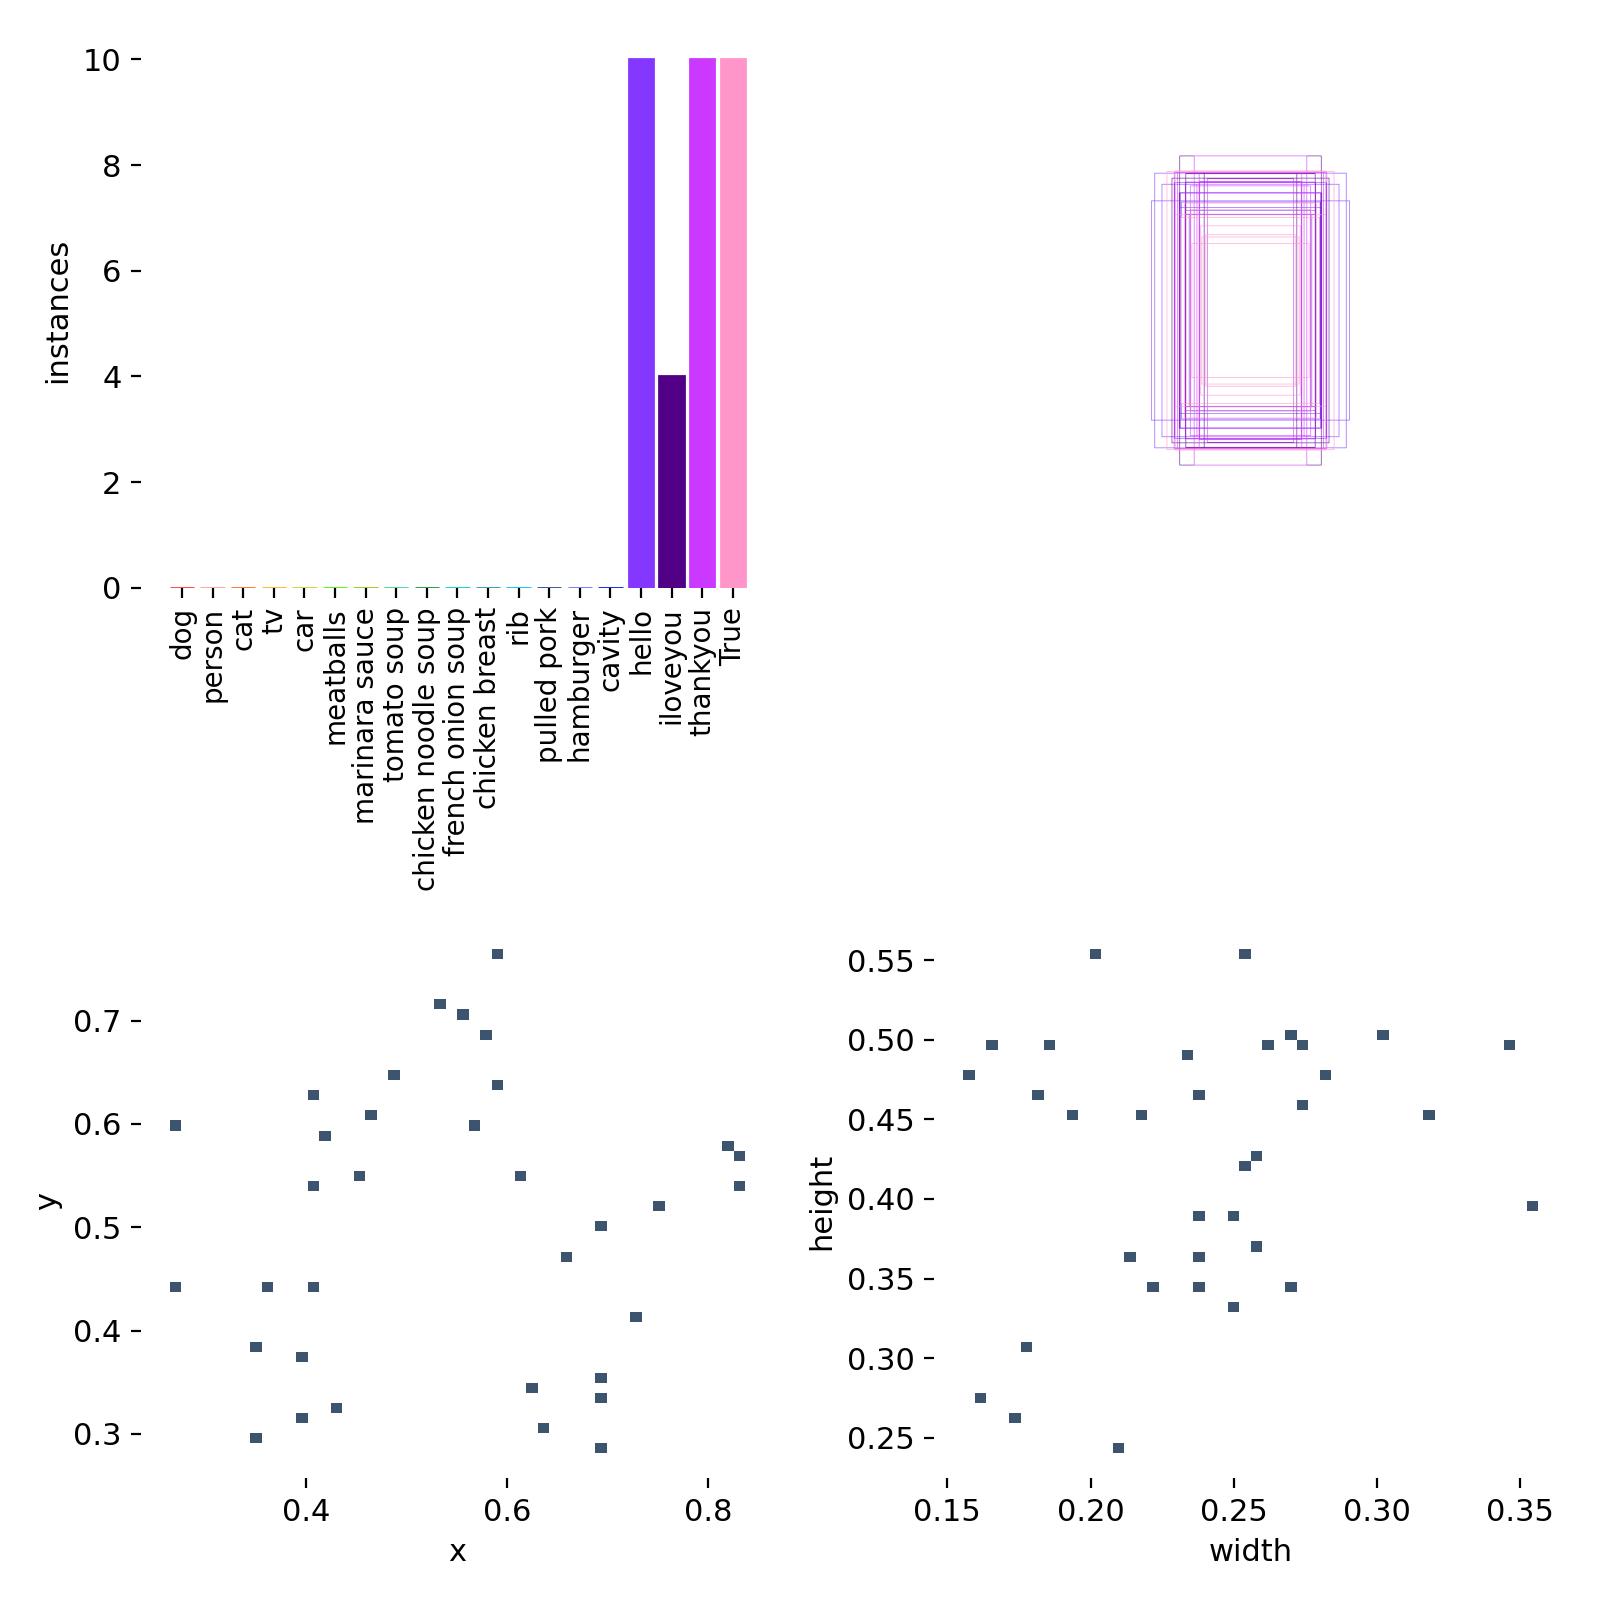 10
8
6
4
2
0
instances
dog
person
cat
tv
car
meatballs
marinara sauce
tomato soup
chicken noodle soup
french onion soup
chicken breast
rib
pulled pork
hamburger
cavity
hello
iloveyou
thankyou
True
0.7
0.6
0.5
0.4
0.3
y
0.4 0.6 0.8
x
0.55
0.50
0.45
0.40
0.35
0.30
0.25
height
0.15 0.20 0.25 0.30 0.35
width